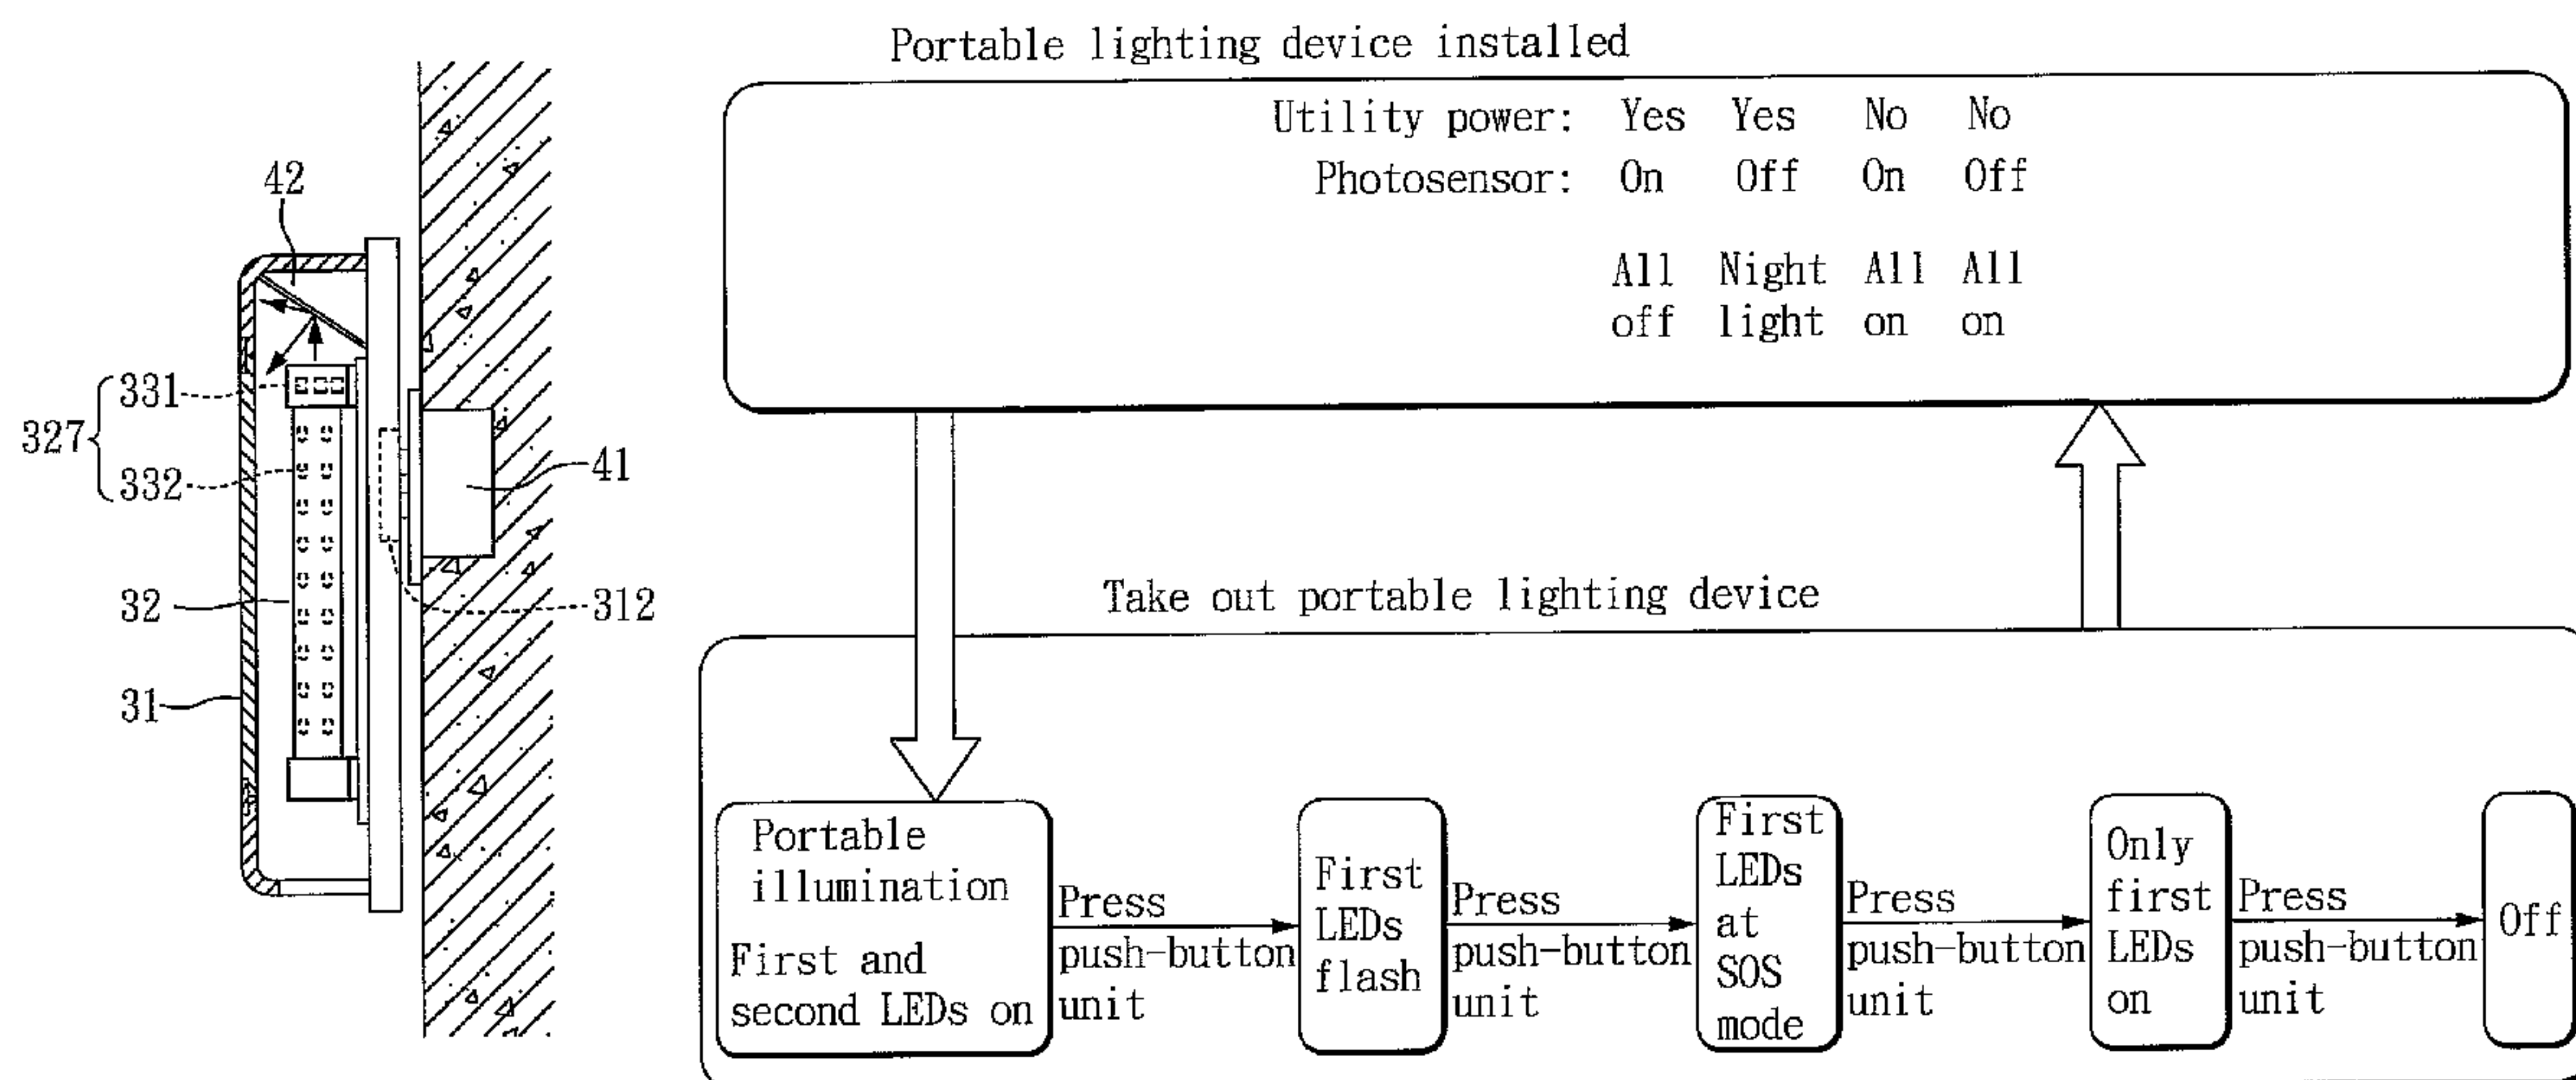 42
331
327
332
32
31
41
312
Portable lighting device installed
Utility power: Yes Yes No No
Photosensor: On Off On Off
All Night All All
off light on on
Take out portable lighting device
Portable
illumination
First and
second LEDs on
Press
push-button
unit
First
LEDs
flash
Press
push-button
unit
First
LEDs
at
SOS
mode
Press
push-button
unit
Only
first
LEDs
on
Press
push-button
unit
Off